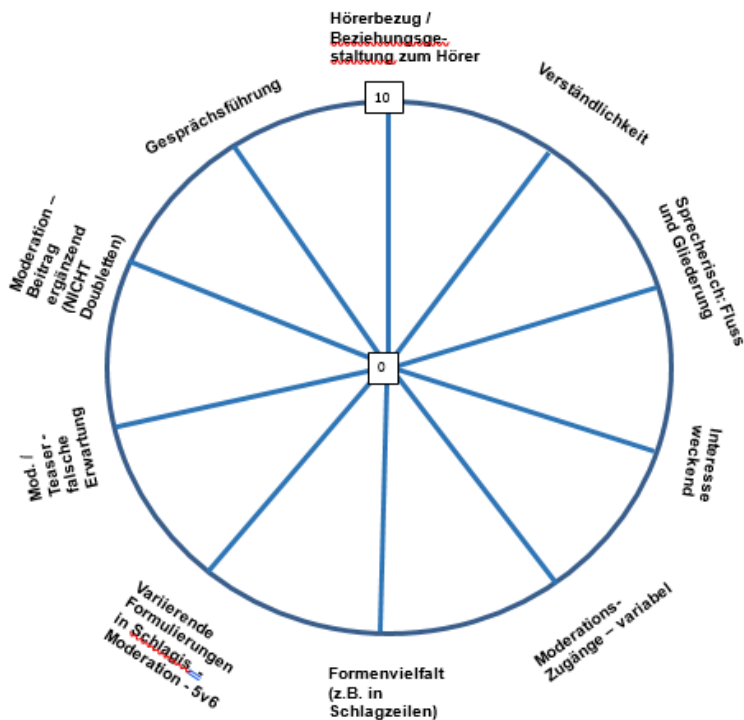 Hörerbezug /
Beziehungsge-
staltung zum Hörer
10
Verständlichkeit
Sprecherisch: Fluss
und Gliederung
Interesse
weckend
Moderations-
Zugänge – variabel
Formenvielfalt
(z.B. in
Schlagzeilen)
Variierende
Formulierungen
in Schlagis -
Moderation - 5v6
Mod. /
Teaser -
falsche
Erwartung
Moderation –
Beitrag
ergänzend
(NICHT
Doubletten)
Gesprächsführung
0